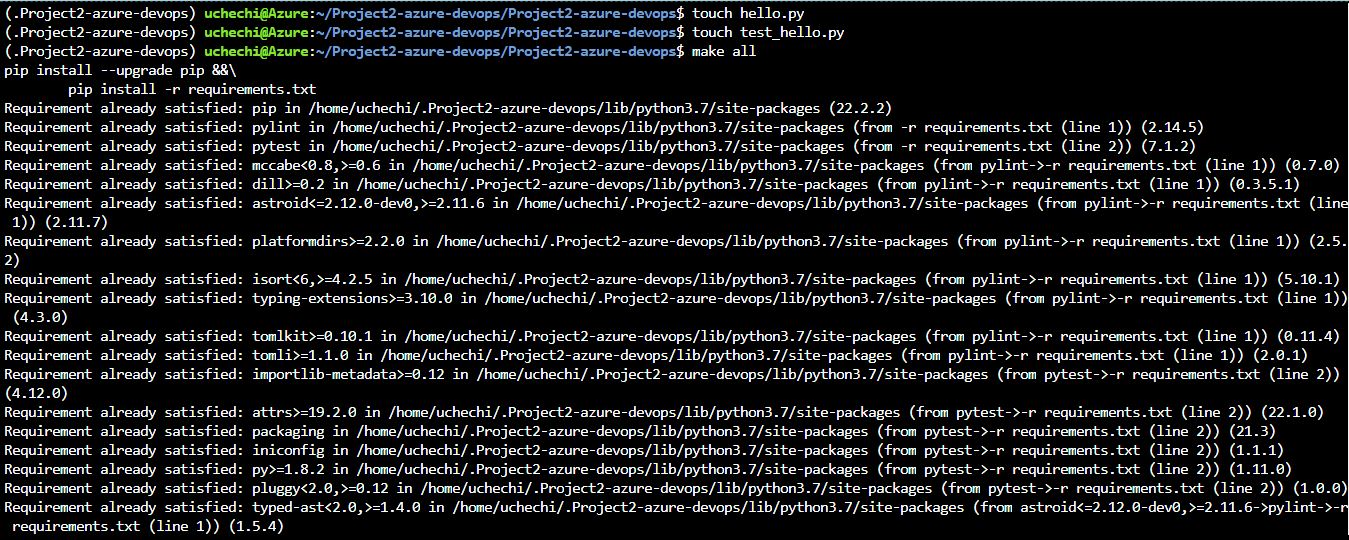 (.Project2-azure-devops) uchechi@Azure:~/Project2-azure-devops/Project2-azure-devops$ touch hello.py
(.Project2-azure-devops) uchechi@Azure:~/Project2-azure-devops/Project2-azure-devops$ touch test_hello.py
(.Project2-azure-devops) uchechi@Azure:~/Project2-azure-devops/Project2-azure-devops$ make all
pip install --upgrade pip &&\
        pip install -r requirements.txt
Requirement already satisfied: pip in /home/uchechi/.Project2-azure-devops/lib/python3.7/site-packages (22.2.2)
Requirement already satisfied: pylint in /home/uchechi/.Project2-azure-devops/lib/python3.7/site-packages (from -r requirements.txt (line 1)) (2.14.5)
Requirement already satisfied: pytest in /home/uchechi/.Project2-azure-devops/lib/python3.7/site-packages (from -r requirements.txt (line 2)) (7.1.2)
Requirement already satisfied: mccabe<0.8,>=0.6 in /home/uchechi/.Project2-azure-devops/lib/python3.7/site-packages (from pylint->-r requirements.txt (line 1)) (0.7.0)
Requirement already satisfied: dill>=0.2 in /home/uchechi/.Project2-azure-devops/lib/python3.7/site-packages (from pylint->-r requirements.txt (line 1)) (0.3.5.1)
Requirement already satisfied: astroid<=2.12.0-dev0,>=2.11.6 in /home/uchechi/.Project2-azure-devops/lib/python3.7/site-packages (from pylint->-r requirements.txt (line
 1)) (2.11.7)
Requirement already satisfied: platformdirs>=2.2.0 in /home/uchechi/.Project2-azure-devops/lib/python3.7/site-packages (from pylint->-r requirements.txt (line 1)) (2.5.
2)
Requirement already satisfied: isort<6,>=4.2.5 in /home/uchechi/.Project2-azure-devops/lib/python3.7/site-packages (from pylint->-r requirements.txt (line 1)) (5.10.1)
Requirement already satisfied: typing-extensions>=3.10.0 in /home/uchechi/.Project2-azure-devops/lib/python3.7/site-packages (from pylint->-r requirements.txt (line 1))
 (4.3.0)
Requirement already satisfied: tomlkit>=0.10.1 in /home/uchechi/.Project2-azure-devops/lib/python3.7/site-packages (from pylint->-r requirements.txt (line 1)) (0.11.4)
Requirement already satisfied: tomli>=1.1.0 in /home/uchechi/.Project2-azure-devops/lib/python3.7/site-packages (from pylint->-r requirements.txt (line 1)) (2.0.1)
Requirement already satisfied: importlib-metadata>=0.12 in /home/uchechi/.Project2-azure-devops/lib/python3.7/site-packages (from pytest->-r requirements.txt (line 2))
(4.12.0)
Requirement already satisfied: attrs>=19.2.0 in /home/uchechi/.Project2-azure-devops/lib/python3.7/site-packages (from pytest->-r requirements.txt (line 2)) (22.1.0)
Requirement already satisfied: packaging in /home/uchechi/.Project2-azure-devops/lib/python3.7/site-packages (from pytest->-r requirements.txt (line 2)) (21.3)
Requirement already satisfied: iniconfig in /home/uchechi/.Project2-azure-devops/lib/python3.7/site-packages (from pytest->-r requirements.txt (line 2)) (1.1.1)
Requirement already satisfied: py>=1.8.2 in /home/uchechi/.Project2-azure-devops/lib/python3.7/site-packages (from pytest->-r requirements.txt (line 2)) (1.11.0)
Requirement already satisfied: pluggy<2.0,>=0.12 in /home/uchechi/.Project2-azure-devops/lib/python3.7/site-packages (from pytest->-r requirements.txt (line 2)) (1.0.0)
Requirement already satisfied: typed-ast<2.0,>=1.4.0 in /home/uchechi/.Project2-azure-devops/lib/python3.7/site-packages (from astroid<=2.12.0-dev0,>=2.11.6->pylint->-r
 requirements.txt (line 1)) (1.5.4)